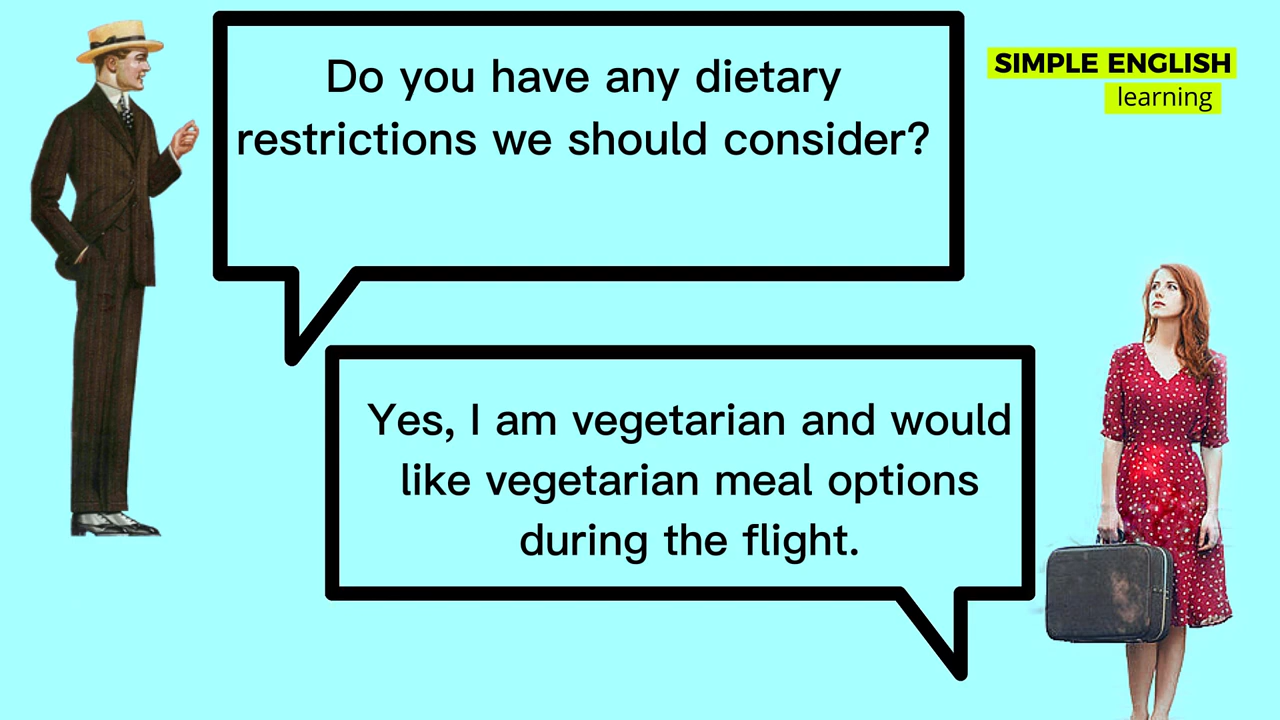 Do you have any dietary
restrictions we should consider?
SIMPLE ENGLISH
learning
Yes, I am vegetarian and would
like vegetarian meal options
during the flight.